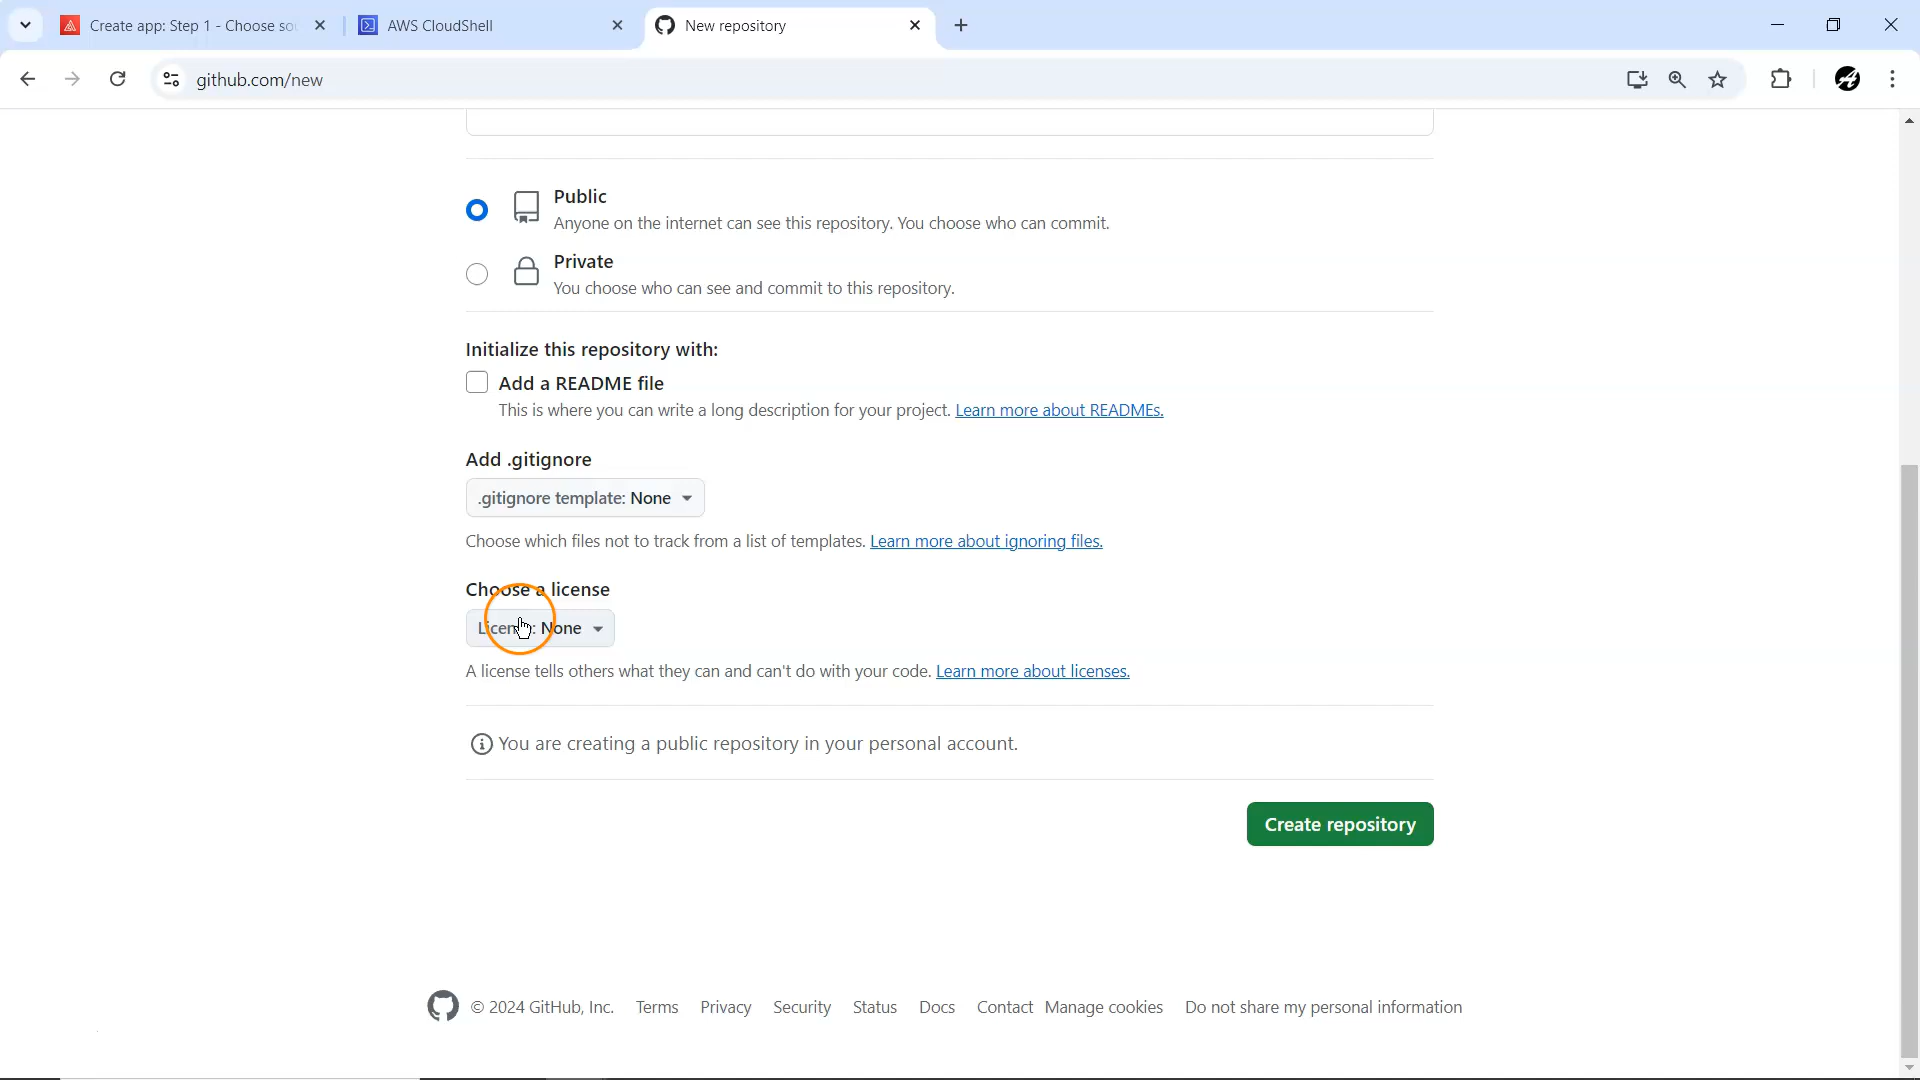 Create app: Step 1 - Choose sou
AWS CloudShell
New repository
github.com/new
Public
Anyone on the internet can see this repository. You choose who can commit.
Private
You choose who can see and commit to this repository.
Initialize this repository with:
Add a README file
This is where you can write a long description for your project. Learn more about READMEs.
Add .gitignore
.gitignore template: None
Choose which files not to track from a list of templates. Learn more about ignoring files.
Choose a license
License: None
A license tells others what they can and can't do with your code. Learn more about licenses.
You are creating a public repository in your personal account.
Create repository
© 2024 GitHub, Inc. Terms Privacy Security Status Docs Contact Manage cookies Do not share my personal information